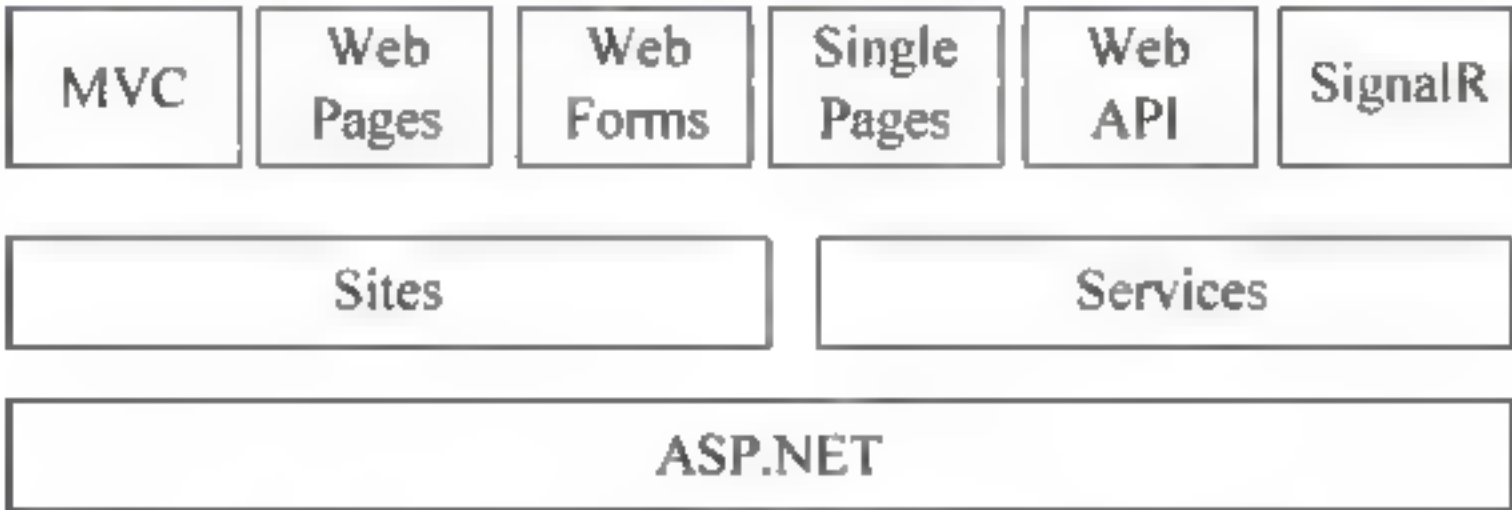 MVC
Web
Pages
Web
Forms
Single
Pages
Web
API
SignalR
Sites
Services
ASP.NET